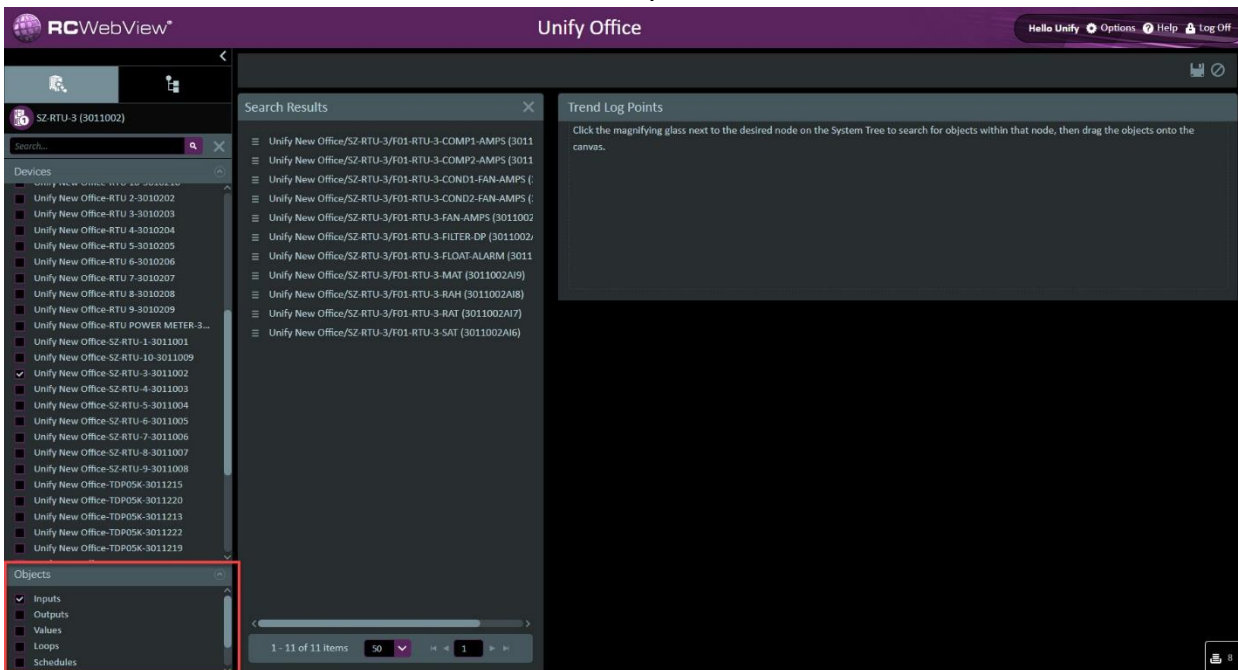 RCWebView
Unify Office
Hello Unify Options Help Log Off
SZ-RTU-3 (3011002)
Search...
Devices
Unify New Office-RTU 2-3010202
Unify New Office-RTU 3-3010203
Unify New Office-RTU 4-3010204
Unify New Office-RTU 5-3010205
Unify New Office-RTU 6-3010206
Unify New Office-RTU 7-3010207
Unify New Office-RTU 8-3010208
Unify New Office-RTU 9-3010209
Unify New Office-RTU POWER METER-3...
Unify New Office-SZ-RTU-1-3011001
Unify New Office-SZ-RTU-10-3011009
Unify New Office-SZ-RTU-3-3011002
Unify New Office-SZ-RTU-4-3011003
Unify New Office-SZ-RTU-5-3011004
Unify New Office-SZ-RTU-6-3011005
Unify New Office-SZ-RTU-7-3011006
Unify New Office-SZ-RTU-8-3011007
Unify New Office-SZ-RTU-9-3011008
Unify New Office-TDP05K-3011215
Unify New Office-TDP05K-3011220
Unify New Office-TDP05K-3011213
Unify New Office-TDP05K-3011222
Unify New Office-TDP05K-3011219
Objects
Inputs
Outputs
Values
Loops
Schedules
Search Results
Unify New Office/SZ-RTU-3/F01-RTU-3-COMP1-AMPS (3011
Unify New Office/SZ-RTU-3/F01-RTU-3-COMP2-AMPS (3011
Unify New Office/SZ-RTU-3/F01-RTU-3-COND1-FAN-AMPS (
Unify New Office/SZ-RTU-3/F01-RTU-3-COND2-FAN-AMPS (
Unify New Office/SZ-RTU-3/F01-RTU-3-FAN-AMPS (3011002
Unify New Office/SZ-RTU-3/F01-RTU-3-FILTER-DP (3011002
Unify New Office/SZ-RTU-3/F01-RTU-3-FLOAT-ALARM (3011
Unify New Office/SZ-RTU-3/F01-RTU-3-MAT (3011002AI9)
Unify New Office/SZ-RTU-3/F01-RTU-3-RAH (3011002AI8)
Unify New Office/SZ-RTU-3/F01-RTU-3-RAT (3011002AI7)
Unify New Office/SZ-RTU-3/F01-RTU-3-SAT (3011002AI6)
1 - 11 of 11 items 50 1
Trend Log Points
Click the magnifying glass next to the desired node on the System Tree to search for objects within that node, then drag the objects onto the
canvas.
8